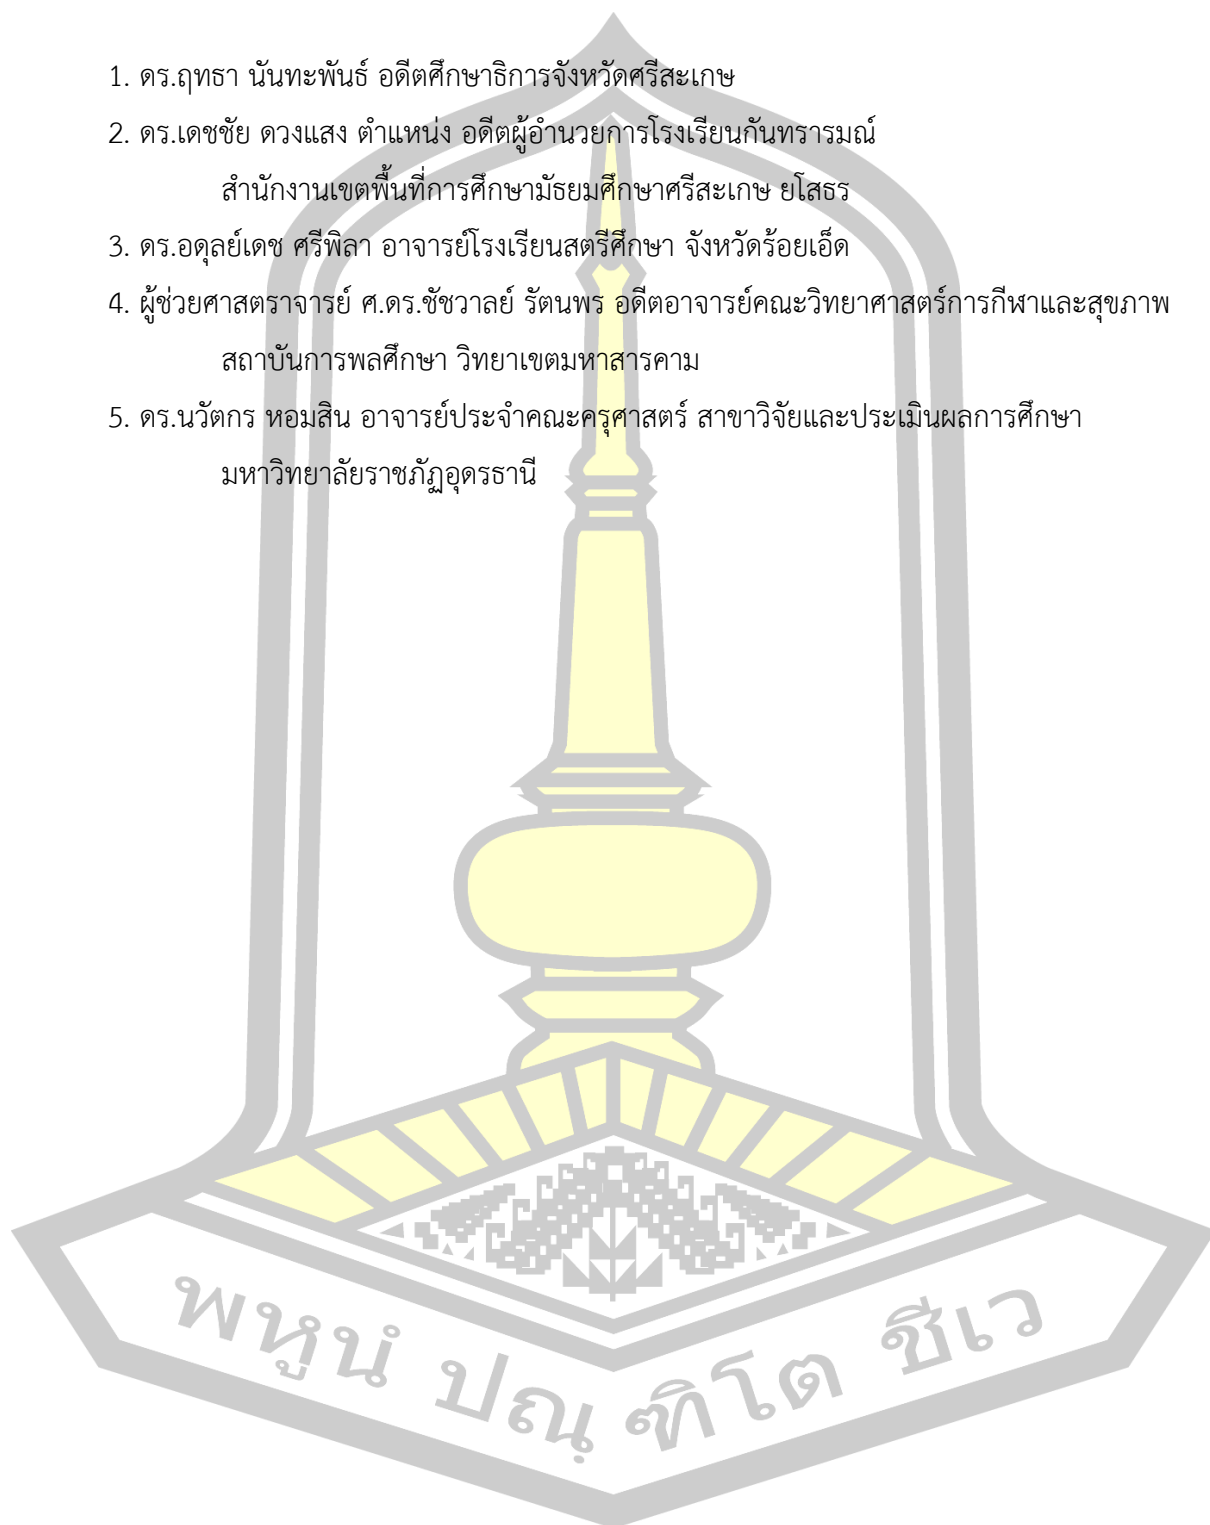 1. ดร.ฤทธา นันทะพันธ์ อดีตศึกษาธิการจังหวัดศรีสะเกษ
2. ดร.เดชชัย ดวงแสง ตำแหน่ง อดีตผู้อำนวยการโรงเรียนกันทรารมณ์
สำนักงานเขตพื้นที่การศึกษามัธยมศึกษาศรีสะเกษ ยโสธร
3. ดร.อดุลย์เดช ศรีพิลา อาจารย์โรงเรียนสตรีศึกษา จังหวัดร้อยเอ็ด
4. ผู้ช่วยศาสตราจารย์ ศ.ดร.ชัชวาลย์ รัตนพร อดีตอาจารย์คณะวิทยาศาสตร์การกีฬาและสุขภาพ
สถาบันการพลศึกษา วิทยาเขตมหาสารคาม
5. ดร.นวัตกร หอมสิน อาจารย์ประจำคณะครุศาสตร์ สาขาวิจัยและประเมินผลการศึกษา
มหาวิทยาลัยราชภัฏอุดรธานี
พหูนํ ปณฺฑิโต ชีเว